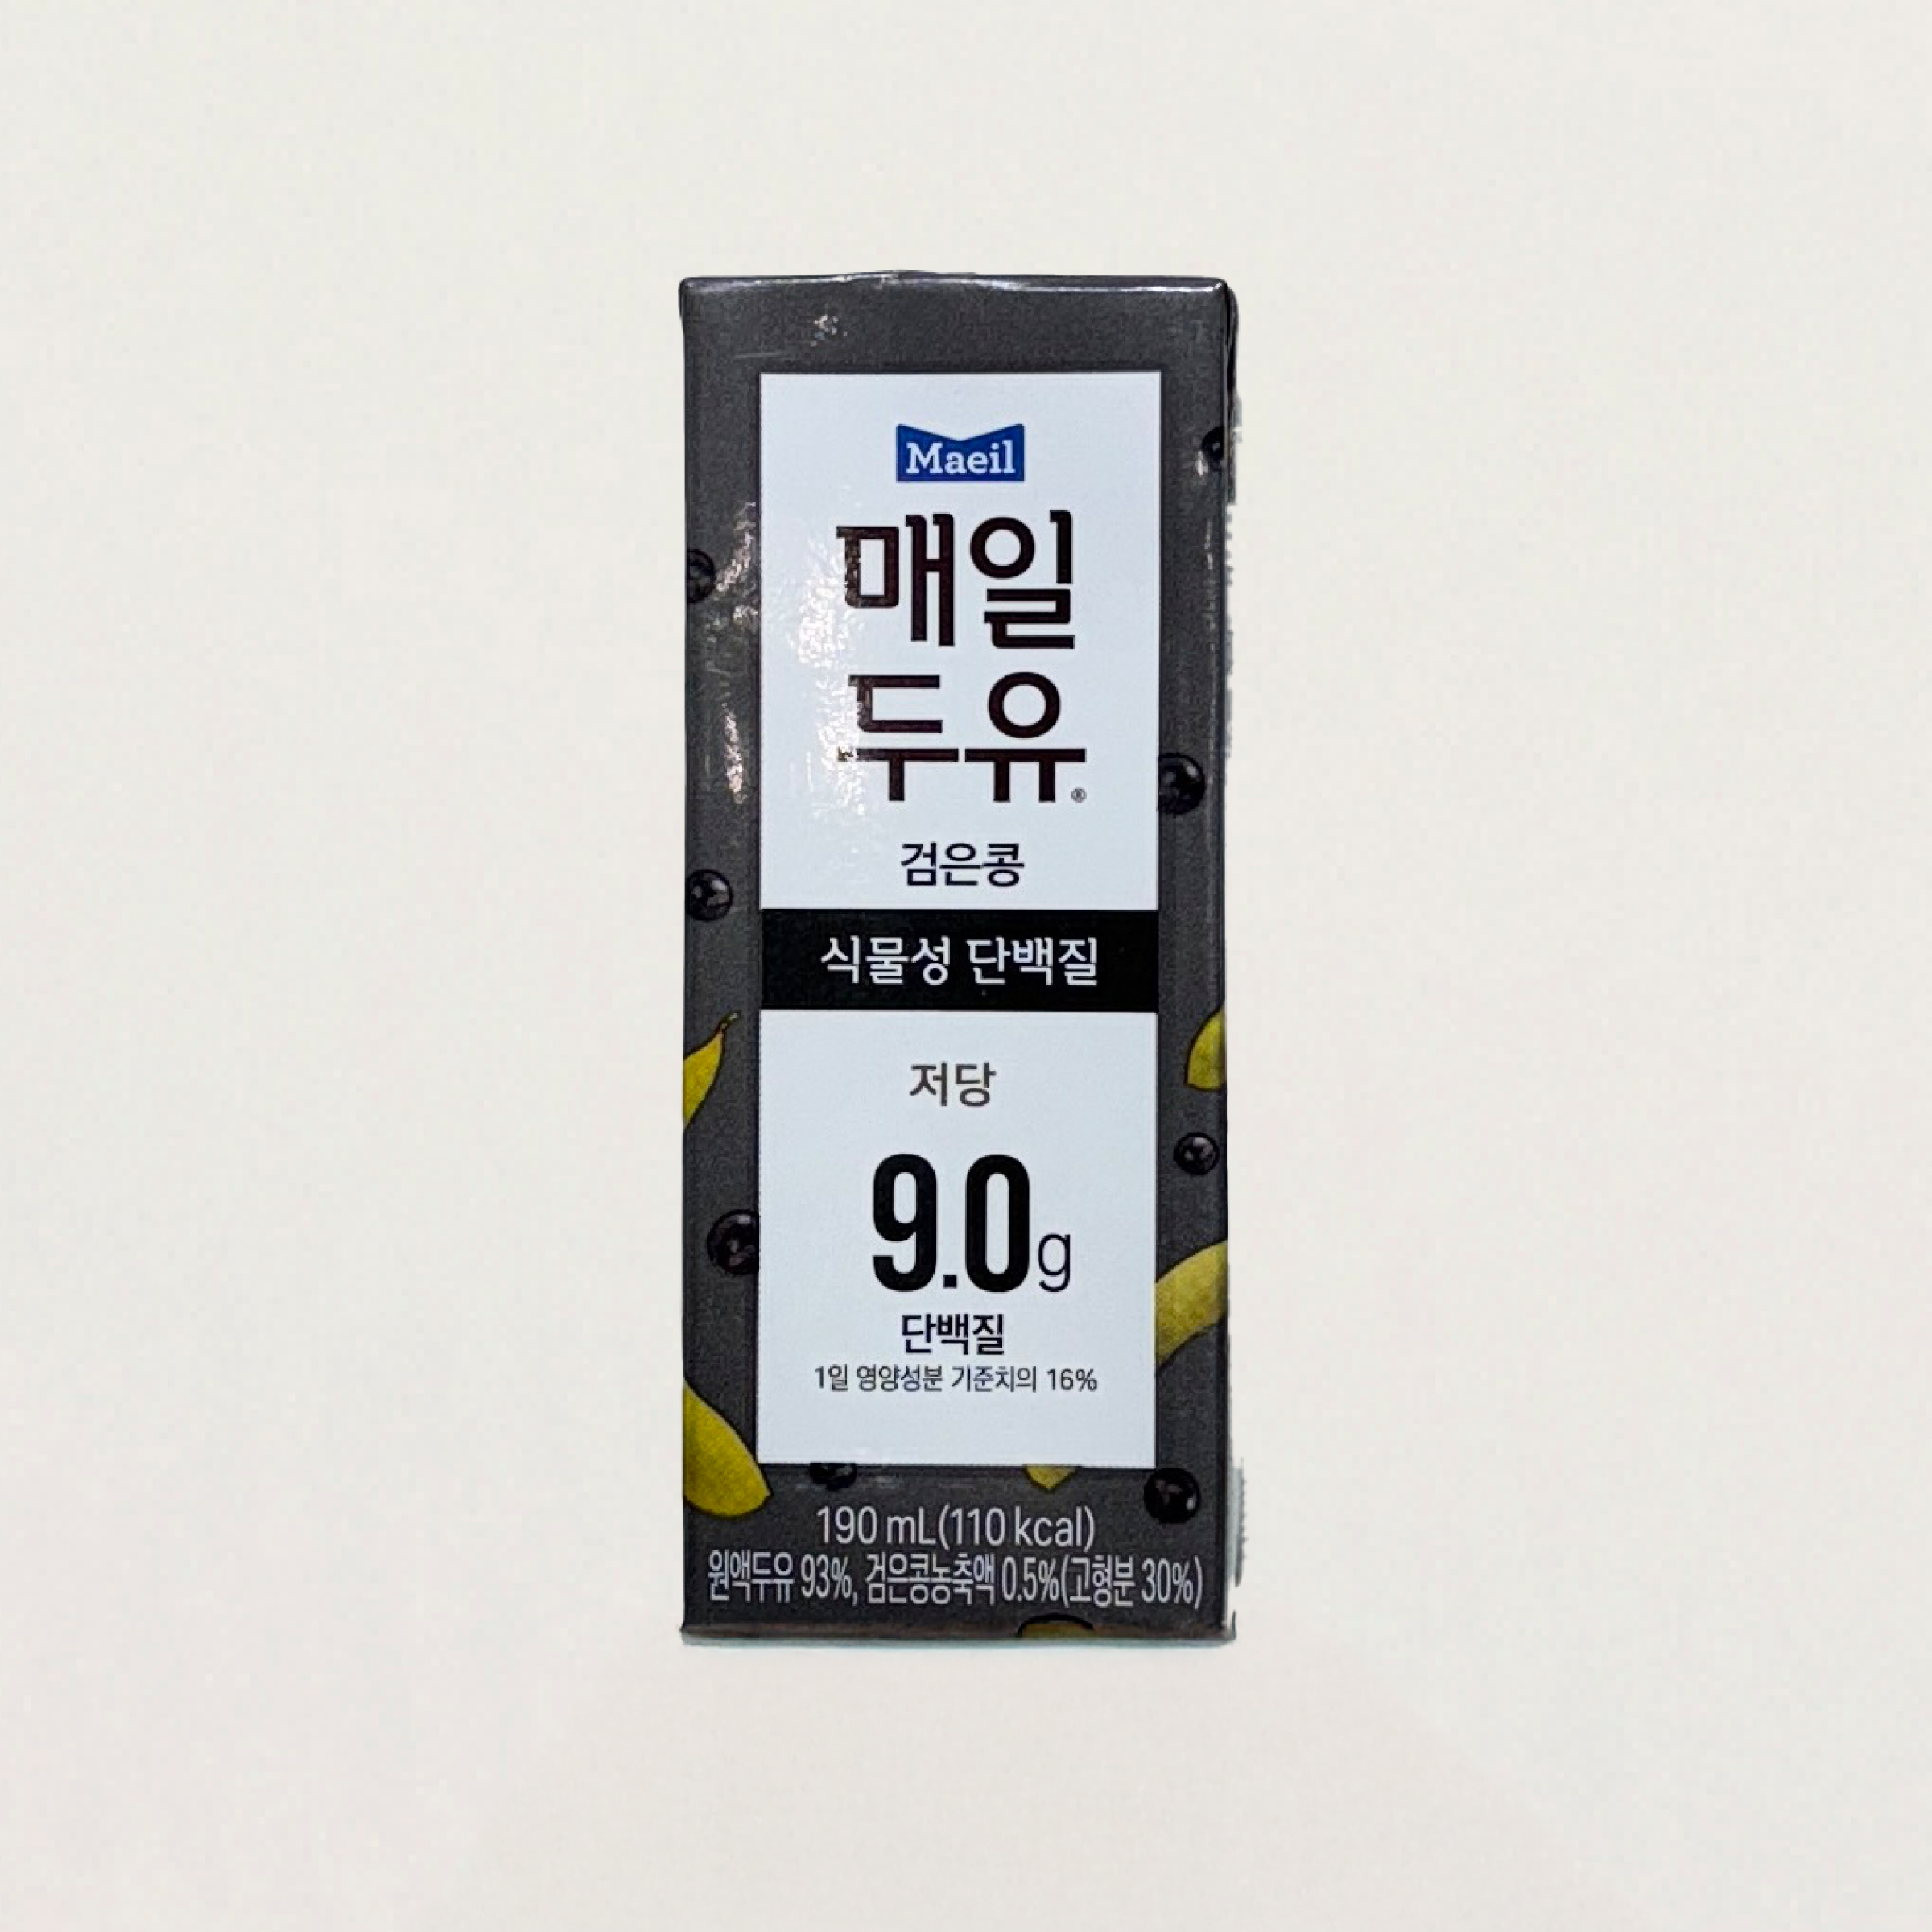 Maeil
매일
두유®
검은콩
식물성 단백질
저당
9.0g
단백질
1일 영양성분 기준치의 16%
190 mL(110 kcal)
원액두유 93%, 검은콩농축액 0.5%(고형분 30%)